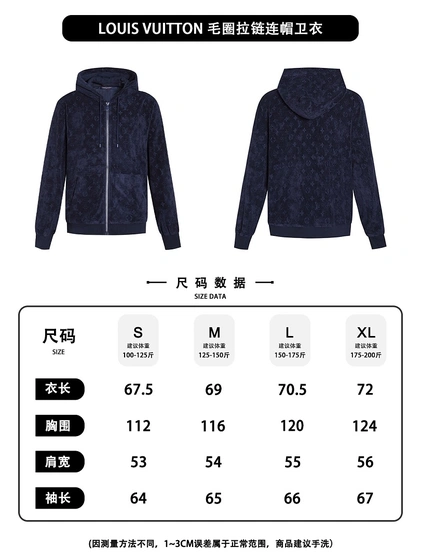 LOUIS VUITTON 毛圈拉链连帽卫衣
尺码数据
SIZE DATA
尺码 S M L XL
SIZE 建议体重 建议体重 建议体重 建议体重
100-125斤 125-150斤 150-175斤 175-200斤
衣长 67.5 69 70.5 72
胸围 112 116 120 124
肩宽 53 54 55 56
袖长 64 65 66 67
(因测量方法不同，1~3CM误差属于正常范围，商品建议手洗)